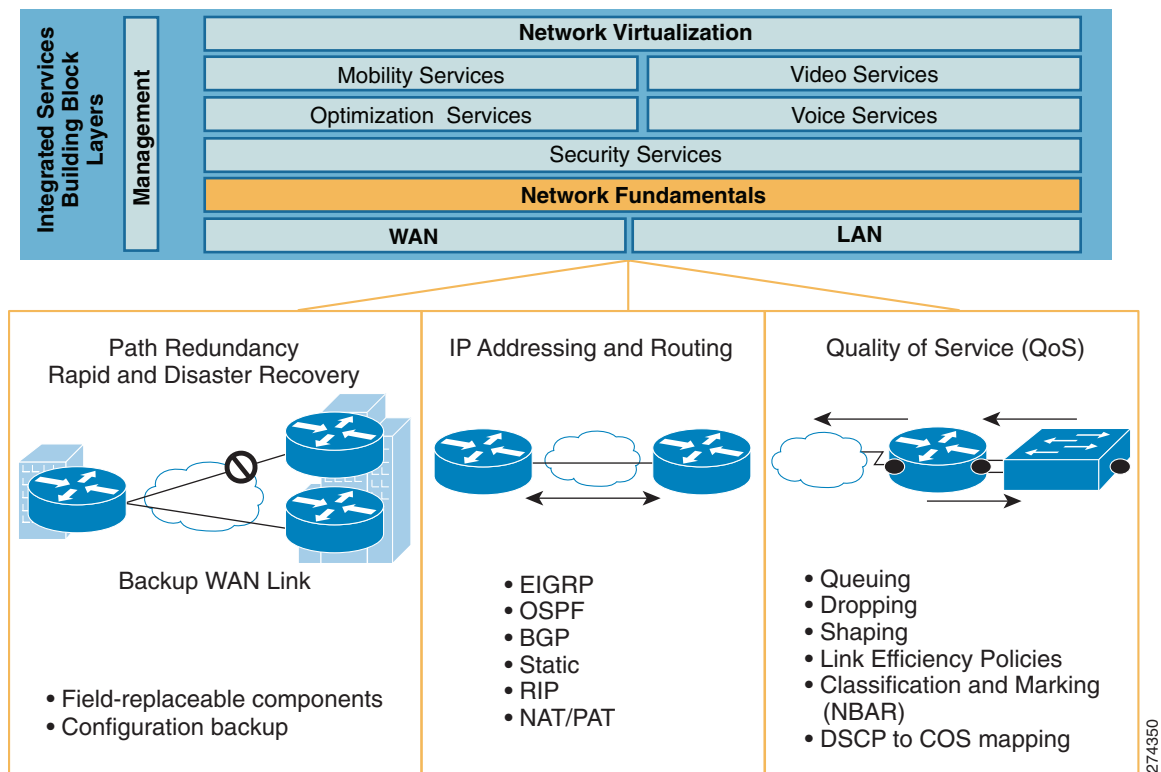 Integrated Services
Building Block
Layers
Management
Network Virtualization
Mobility Services
Video Services
Optimization Services
Voice Services
Security Services
Network Fundamentals
WAN
LAN
Path Redundancy
Rapid and Disaster Recovery
Backup WAN Link
• Field-replaceable components
• Configuration backup
IP Addressing and Routing
• EIGRP
• OSPF
• BGP
• Static
• RIP
• NAT/PAT
Quality of Service (QoS)
• Queuing
• Dropping
• Shaping
• Link Efficiency Policies
• Classification and Marking
(NBAR)
• DSCP to COS mapping
274350